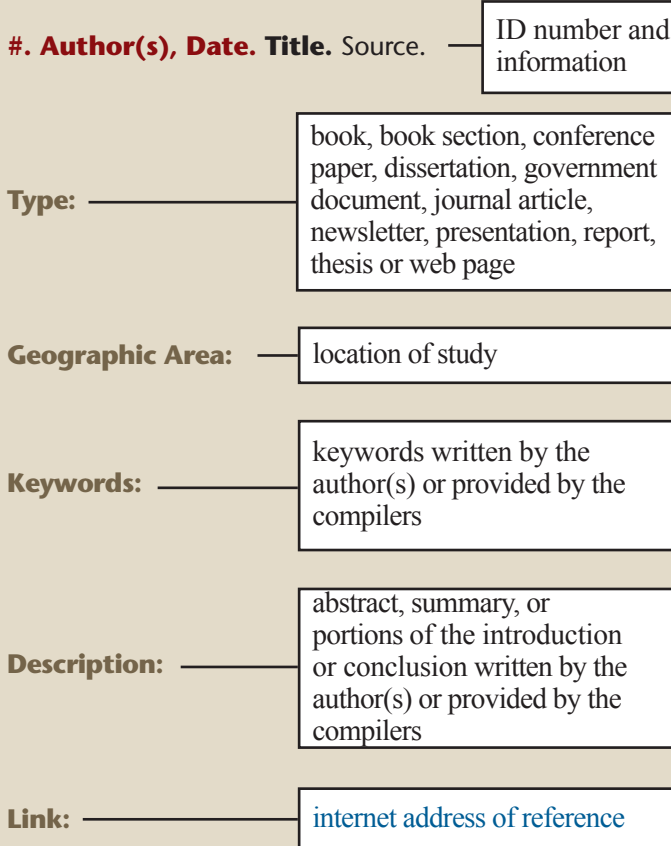 #. Author(s), Date. Title. Source.
ID number and
information
Type:
book, book section, conference
paper, dissertation, government
document, journal article,
newsletter, presentation, report,
thesis or web page
Geographic Area:
location of study
Keywords:
keywords written by the
author(s) or provided by the
compilers
Description:
abstract, summary, or
portions of the introduction
or conclusion written by the
author(s) or provided by the
compilers
Link:
internet address of reference